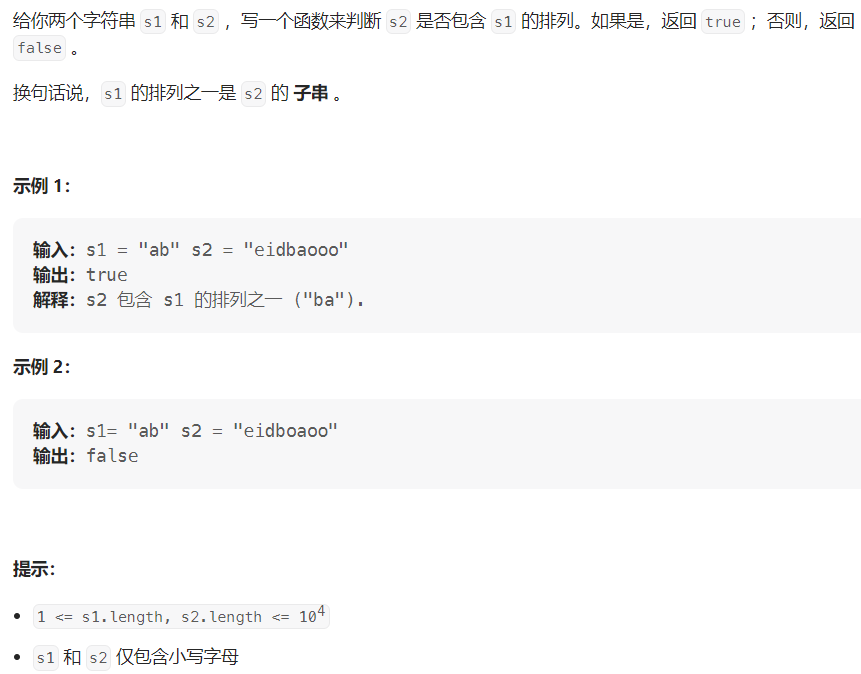 给你两个字符串 s1 和 s2 ，写一个函数来判断 s2 是否包含 s1 的排列。如果是，返回 true ；否则，返回
false 。
换句话说，s1 的排列之一是 s2 的 子串 。
示例 1：
输入：s1 = "ab" s2 = "eidbaooo"
输出：true
解释：s2 包含 s1 的排列之一 ("ba").
示例 2：
输入：s1= "ab" s2 = "eidboaoo"
输出：false
提示：
• 1 <= s1.length, s2.length <= 10⁴
• s1 和 s2 仅包含小写字母